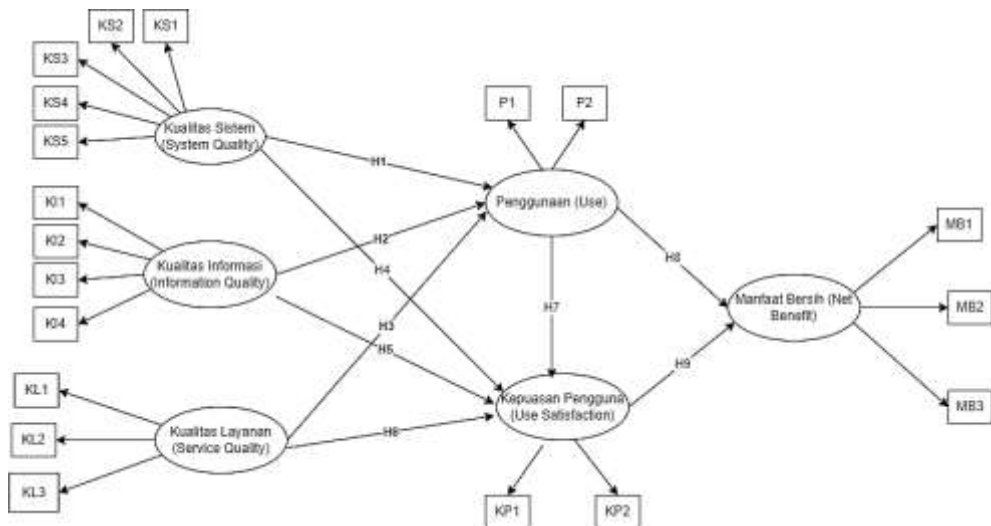 KS2
KS1
KS3
KS4
KS5
Kualitas Sistem
(System Quality)
P1
P2
H1
Penggunaan (Use)
KI1
KI2
KI3
KI4
Kualitas Informasi
(Information Quality)
H2
H4
H3
H5
H7
H8
Manfaat Bersih (Net
Benefit)
MB1
MB2
MB3
KL1
KL2
KL3
Kualitas Layanan
(Service Quality)
H6
Kepuasan Pengguna
(Use Satisfaction)
H9
KP1
KP2